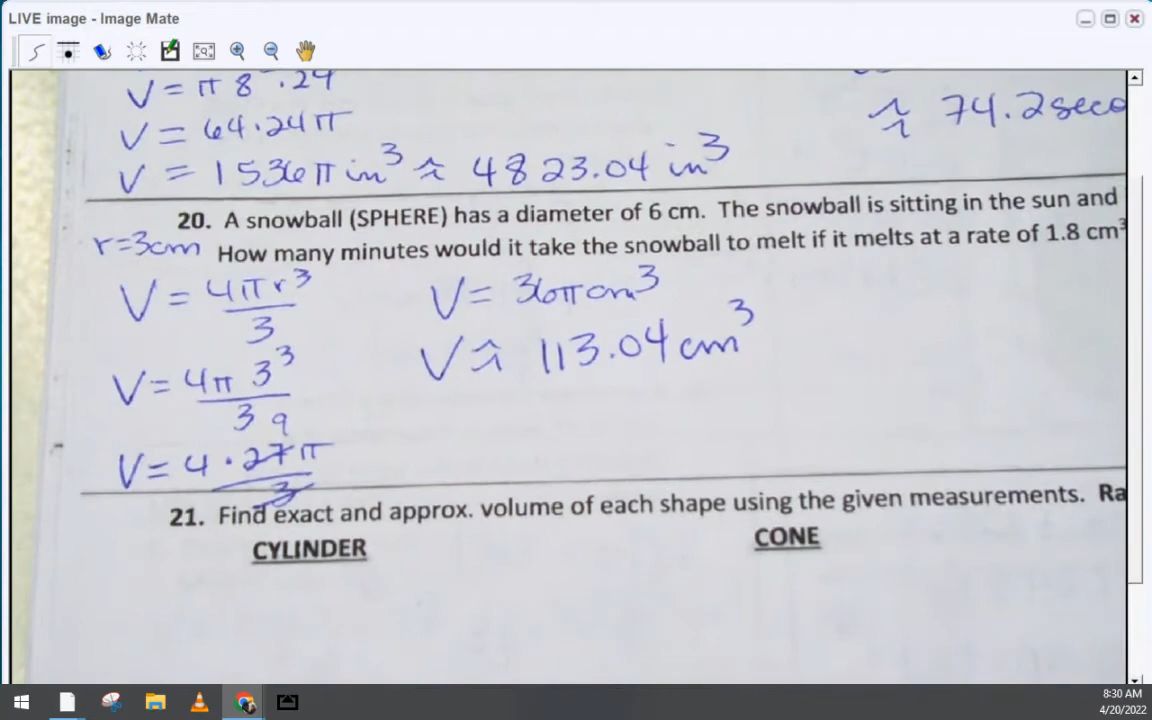 LIVE image - Image Mate
V = π 8 · 24
V = 64 · 24 π
V = 1536π in³ ≈ 4823.04 in³
≈ 74.2 seco
20. A snowball (SPHERE) has a diameter of 6 cm. The snowball is sitting in the sun and
r=3cm How many minutes would it take the snowball to melt if it melts at a rate of 1.8 cm³
V = 4πr³
3
V = 36π cm³
V ≈ 113.04 cm³
V = 4π 3³
3
9
V = 4 · 27π
3
21. Find exact and approx. volume of each shape using the given measurements. Ra
CYLINDER
CONE
8:30 AM
4/20/2022